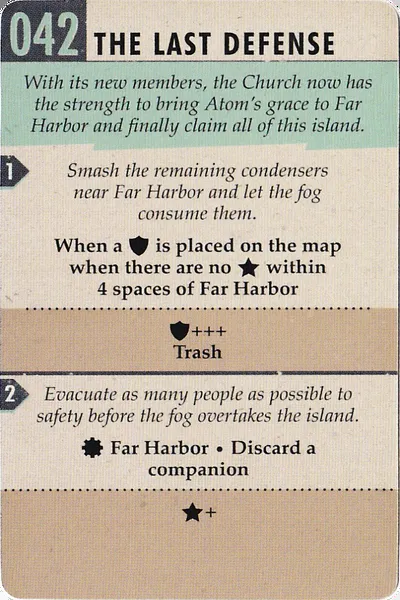 042 THE LAST DEFENSE
With its new members, the Church now has
the strength to bring Atom's grace to Far
Harbor and finally claim all of this island.
1
Smash the remaining condensers
near Far Harbor and let the fog
consume them.
When a is placed on the map
when there are no within
4 spaces of Far Harbor
+++
Trash
2
Evacuate as many people as possible to
safety before the fog overtakes the island.
Far Harbor • Discard a
companion
+